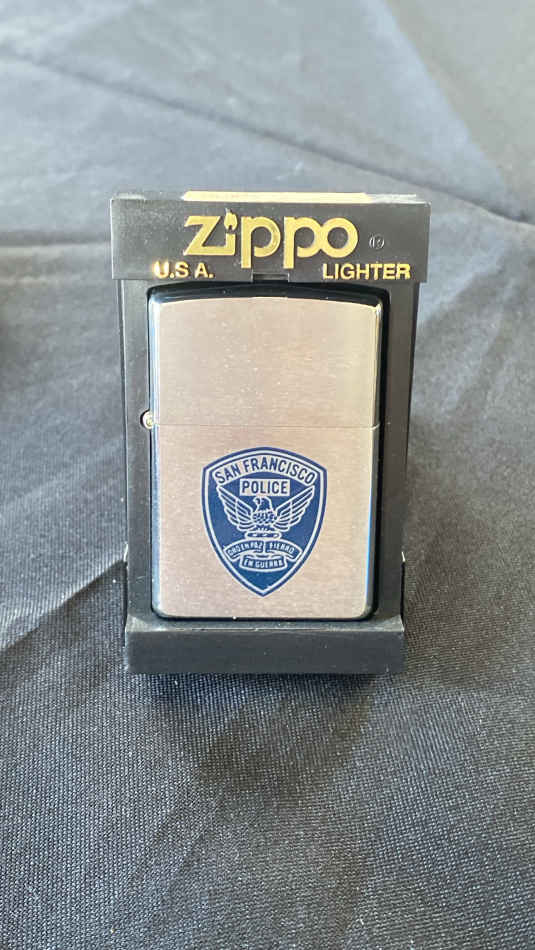 zippo ®
U.S.A. LIGHTER
SAN FRANCISCO
POLICE
ORO EN PAZ FIERRO
EN GUERRA